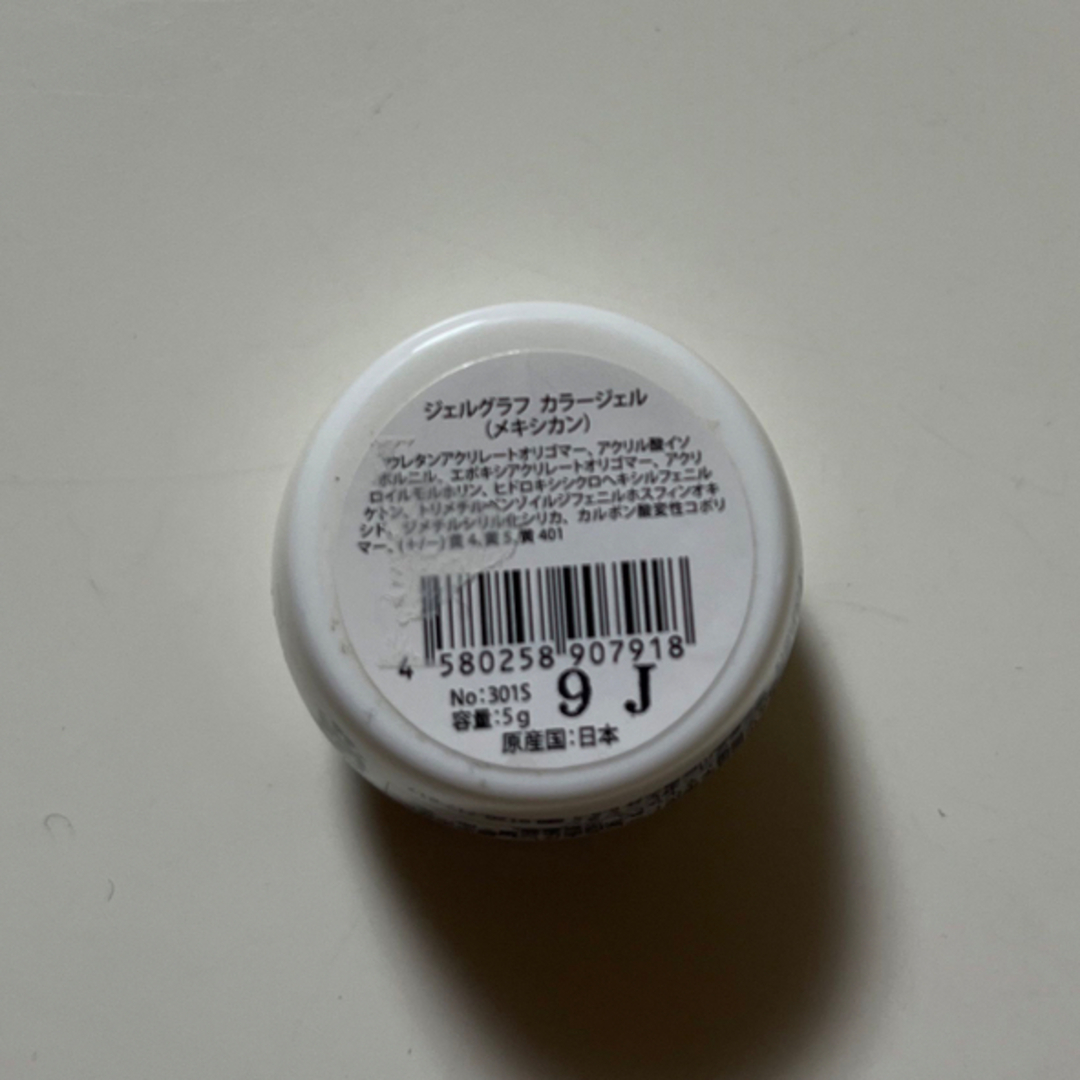 ジェルグラフ カラージェル
(メキシカン)
ウレタンアクリレートオリゴマー、アクリル酸イソ
ボルニル、エポキシアクリレートオリゴマー、アクリ
ロイルモルホリン、ヒドロキシシクロヘキシルフェニル
ケトン、トリメチルベンゾイルジフェニルホスフィンオキ
シド、ジメチルシリル化シリカ、カルボン酸変性コポリ
マー、(+/-)黄4、黄5、黄401
4 580258 907918
No:301S 9 J
容量:5g
原産国:日本